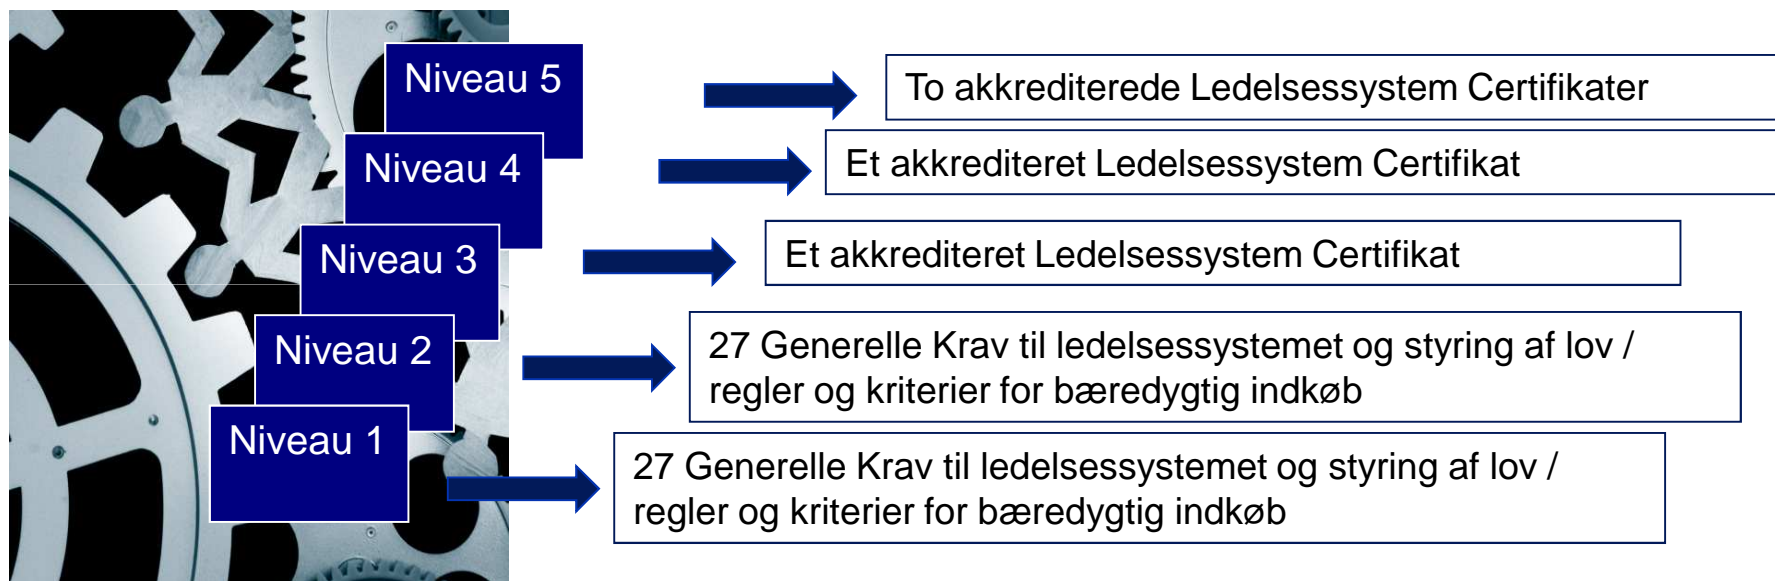 Niveau 5
To akkrediterede Ledelsessystem Certifikater
Niveau 4
Et akkrediteret Ledelsessystem Certifikat
Niveau 3
Et akkrediteret Ledelsessystem Certifikat
Niveau 2
27 Generelle Krav til ledelsessystemet og styring af lov /
regler og kriterier for bæredygtig indkøb
Niveau 1
27 Generelle Krav til ledelsessystemet og styring af lov /
regler og kriterier for bæredygtig indkøb